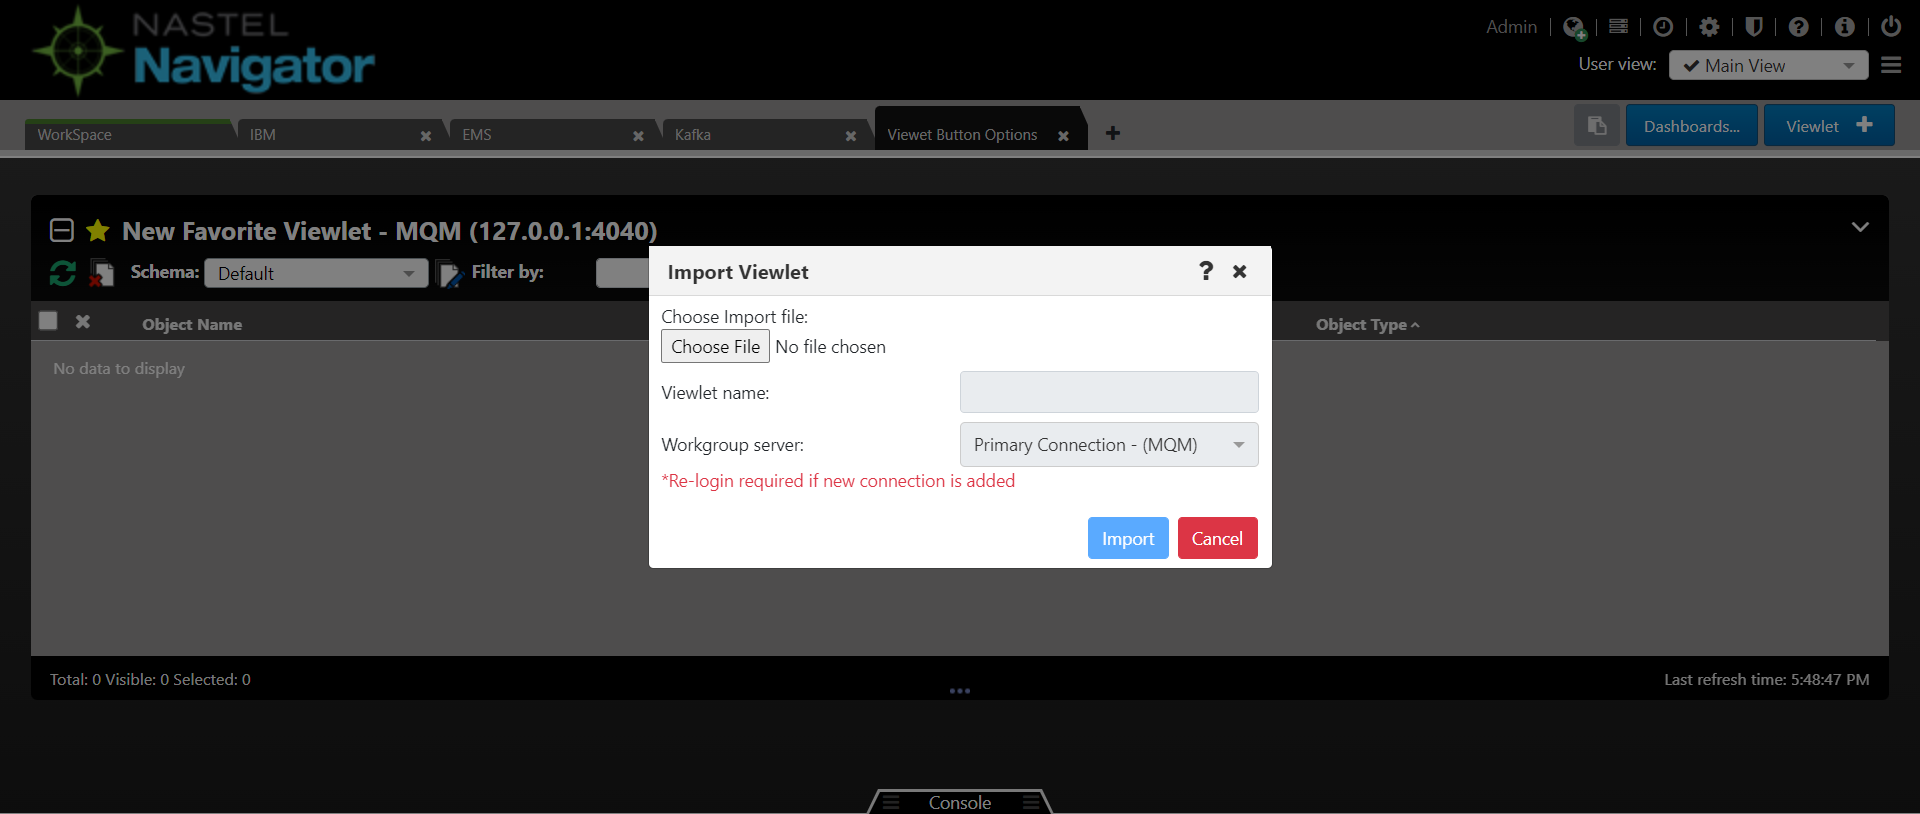 NASTEL
Navigator
Admin
User view: Main View
WorkSpace
IBM
EMS
Kafka
Viewet Button Options
Dashboards...
Viewlet
New Favorite Viewlet - MQM (127.0.0.1:4040)
Schema: Default
Filter by:
Object Name
Object Type
No data to display
Import Viewlet
Choose Import file:
Choose File No file chosen
Viewlet name:
Workgroup server: Primary Connection - (MQM)
*Re-login required if new connection is added
Import Cancel
Total: 0 Visible: 0 Selected: 0
Last refresh time: 5:48:47 PM
Console